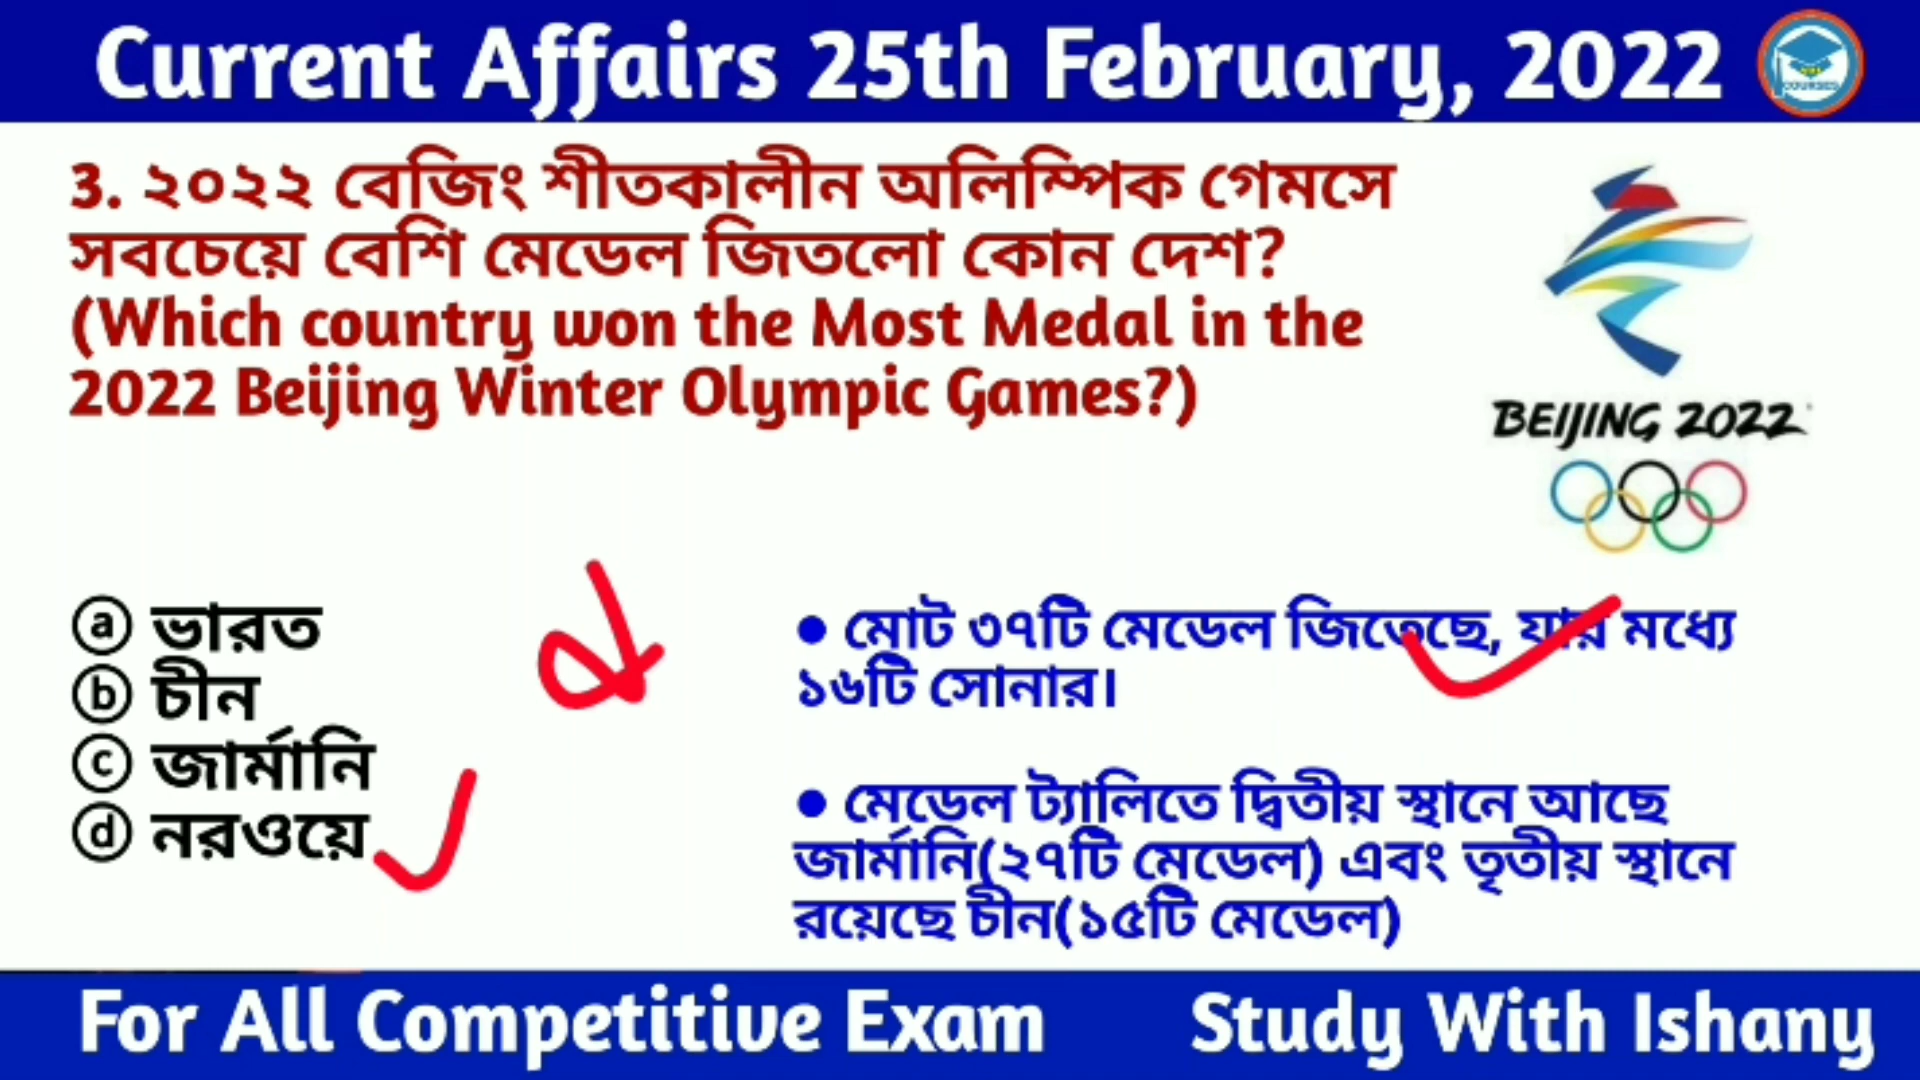 Current Affairs 25th February, 2022
COURSES
3. ২০২২ বেজিং শীতকালীন অলিম্পিক গেমসে
সবচেয়ে বেশি মেডেল জিতলো কোন দেশ?
(Which country won the Most Medal in the
2022 Beijing Winter Olympic Games?)
BEIJING 2022
ⓐ ভারত
ⓑ চীন
ⓒ জার্মানি
ⓓ নরওয়ে
d
● মোট ৩৭টি মেডেল জিতেছে, যার মধ্যে
১৬টি সোনার।
● মেডেল ট্যালিতে দ্বিতীয় স্থানে আছে
জার্মানি(২৭টি মেডেল) এবং তৃতীয় স্থানে
রয়েছে চীন(১৫টি মেডেল)
For All Competitive Exam
Study With Ishany